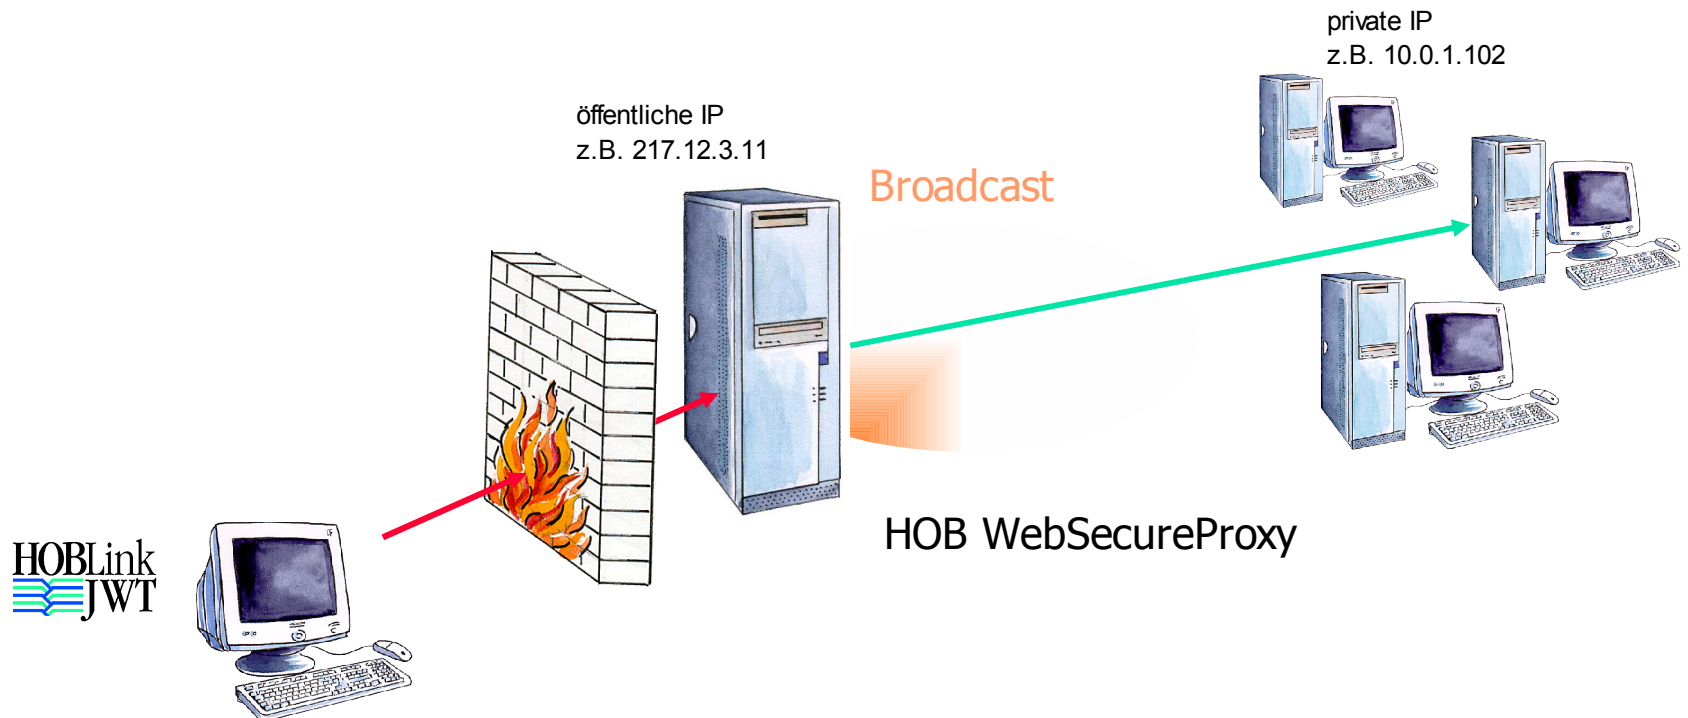 private IP
z.B. 10.0.1.102
öffentliche IP
z.B. 217.12.3.11
Broadcast
HOB WebSecureProxy
HOBLink
JWT